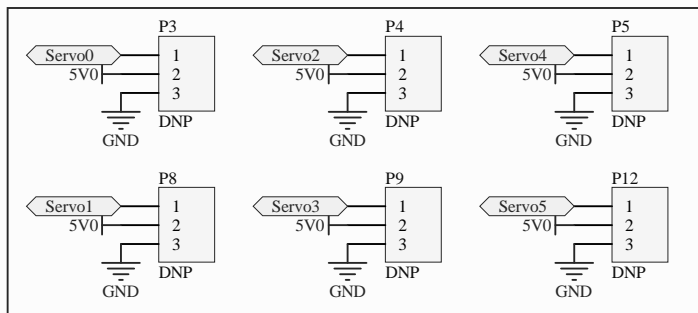 P3 P4 P5
Servo0 1 Servo2 1 Servo4 1
5V0 2 5V0 2 5V0 2
3 3 3
DNP DNP DNP
GND GND GND
P8 P9 P12
Servo1 1 Servo3 1 Servo5 1
5V0 2 5V0 2 5V0 2
3 3 3
DNP DNP DNP
GND GND GND